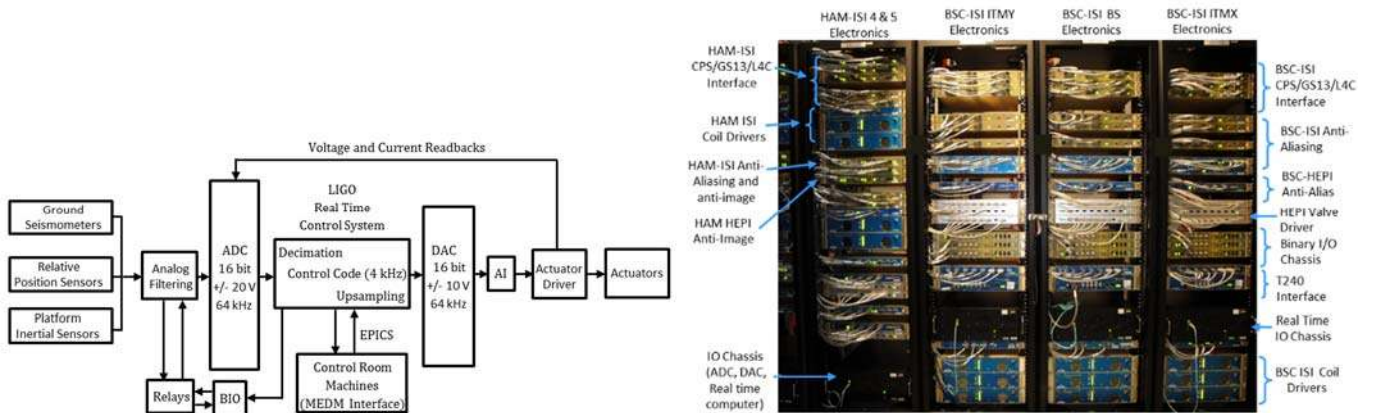 Voltage and Current Readbacks
LIGO
Real Time
Control System
Ground
Seismometers
Relative
Position Sensors
Platform
Inertial Sensors
Analog
Filtering
ADC
16 bit
+/- 20 V
64 kHz
Decimation
Control Code (4 kHz)
Upsampling
DAC
16 bit
+/- 10 V
64 kHz
AI
Actuator
Driver
Actuators
EPICS
Control Room
Machines
(MEDM Interface)
Relays
BIO
HAM-ISI 4 & 5
Electronics
BSC-ISI ITMY
Electronics
BSC-ISI BS
Electronics
BSC-ISI ITMX
Electronics
HAM-ISI
CPS/GS13/L4C
Interface
HAM ISI
Coil Drivers
HAM-ISI Anti-
Aliasing and
anti-image
HAM HEPI
Anti-Image
IO Chassis
(ADC, DAC,
Real time
computer)
BSC-ISI
CPS/GS13/L4C
Interface
BSC-ISI Anti-
Aliasing
BSC-HEPI
Anti-Alias
HEPI Valve
Driver
Binary I/O
Chassis
T240
Interface
Real Time
IO Chassis
BSC ISI Coil
Drivers